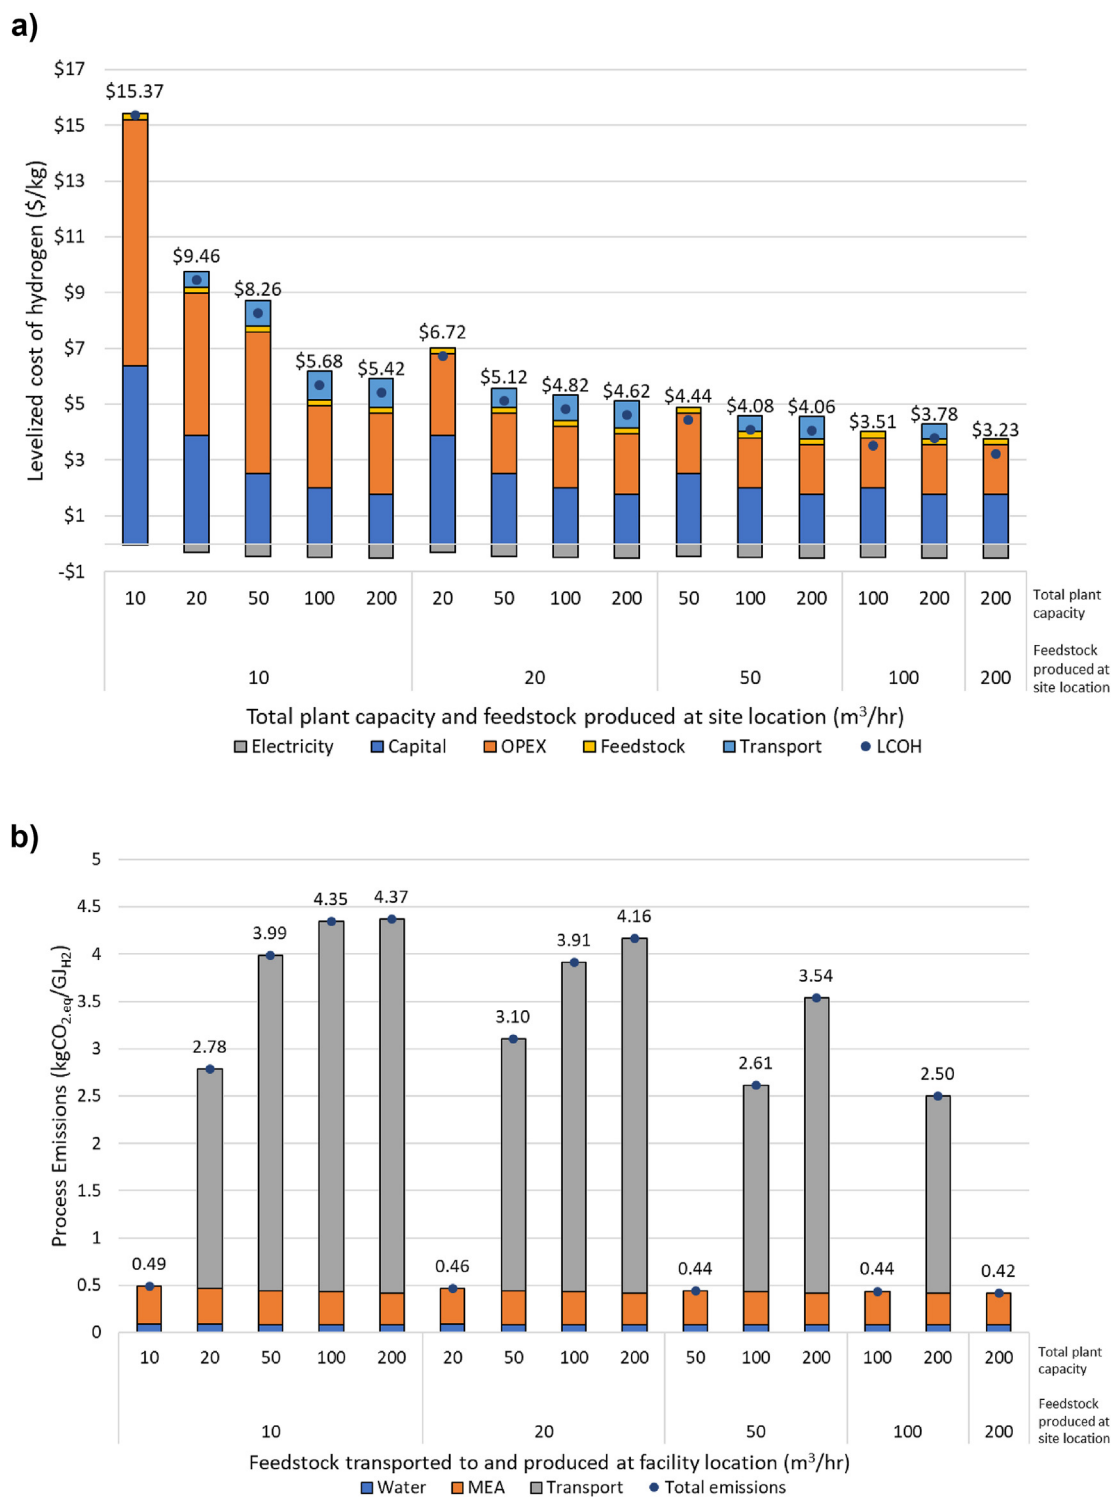 a)
Levelized cost of hydrogen ($/kg)
$17
$15
$13
$11
$9
$7
$5
$3
$1
-$1
$15.37
$9.46
$8.26
$5.68
$5.42
$6.72
$5.12
$4.82
$4.62
$4.44
$4.08
$4.06
$3.51
$3.78
$3.23
10 20 50 100 200 20 50 100 200 50 100 200 100 200 200
Total plant
capacity
10 20 50 100 200
Feedstock
produced at
site location
Total plant capacity and feedstock produced at site location (m³/hr)
Electricity Capital OPEX Feedstock Transport LCOH
b)
Process Emissions (kgCO2.eq/GJH2)
5
4.5
4
3.5
3
2.5
2
1.5
1
0.5
0
0.49
2.78
3.99
4.35
4.37
0.46
3.10
3.91
4.16
0.44
2.61
3.54
0.44
2.50
0.42
10 20 50 100 200 20 50 100 200 50 100 200 100 200 200
Total plant
capacity
10 20 50 100 200
Feedstock
produced at
site location
Feedstock transported to and produced at facility location (m³/hr)
Water MEA Transport Total emissions